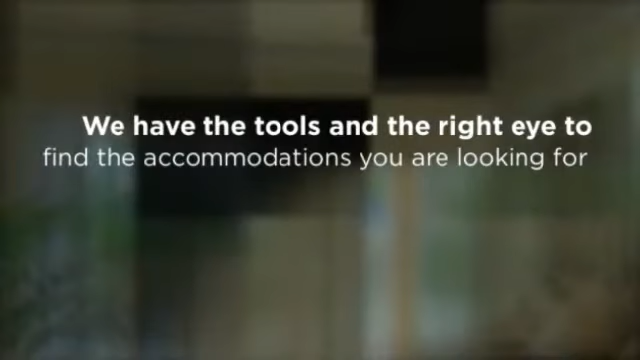 We have the tools and the right eye to
find the accommodations you are looking for